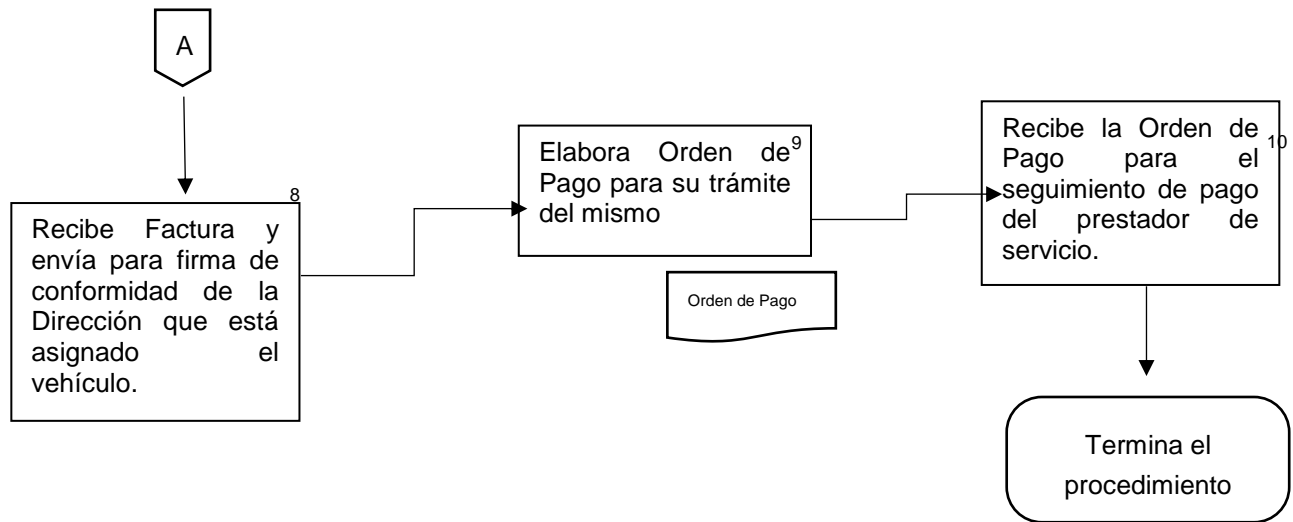 A
8
Recibe Factura y
envía para firma de
conformidad de la
Dirección que está
asignado el
vehículo.
9
Elabora Orden de
Pago para su trámite
del mismo
Orden de Pago
10
Recibe la Orden de
Pago para el
seguimiento de pago
del prestador de
servicio.
Termina el
procedimiento